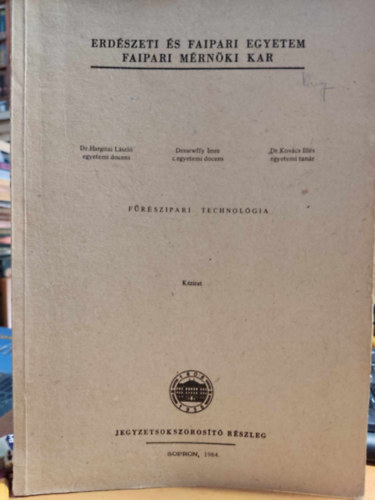 ERDÉSZETI ÉS FAIPARI EGYETEM
FAIPARI MÉRNÖKI KAR
Dr. Hargitai László Dessewffy Imre Dr. Kovács Illés
egyetemi docens c. egyetemi docens egyetemi tanár
FŰRÉSZIPARI TECHNOLÓGIA
Kézirat
JEGYZETSOKSZOROSÍTÓ RÉSZLEG
SOPRON, 1984.